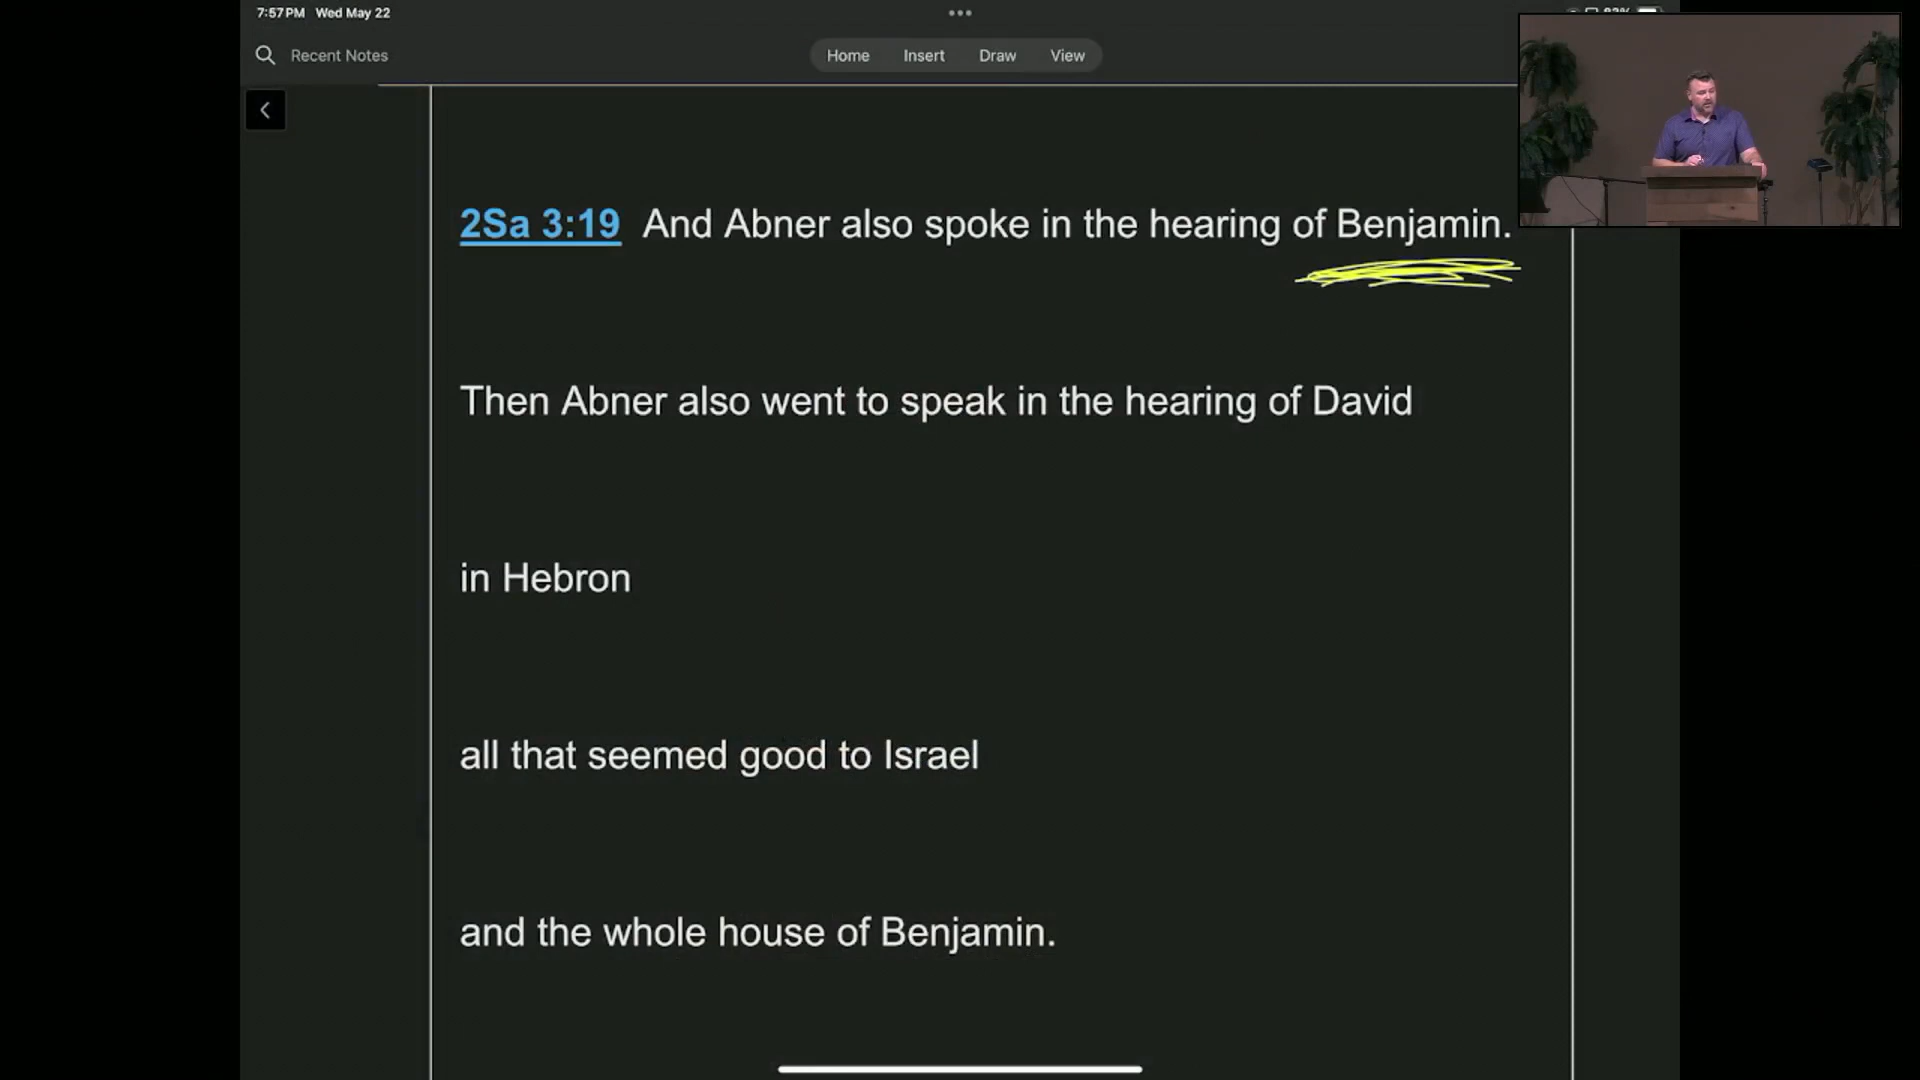 7:57 PM Wed May 22
Recent Notes
Home Insert Draw View
2Sa 3:19 And Abner also spoke in the hearing of Benjamin.
Then Abner also went to speak in the hearing of David
in Hebron
all that seemed good to Israel
and the whole house of Benjamin.